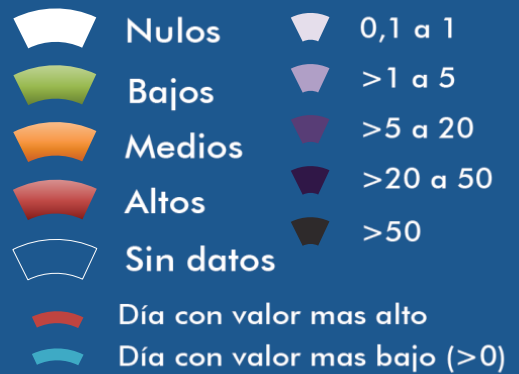 Nulos
Bajos
Medios
Altos
Sin datos
0,1 a 1
>1 a 5
>5 a 20
>20 a 50
>50
Día con valor mas alto
Día con valor mas bajo (>0)